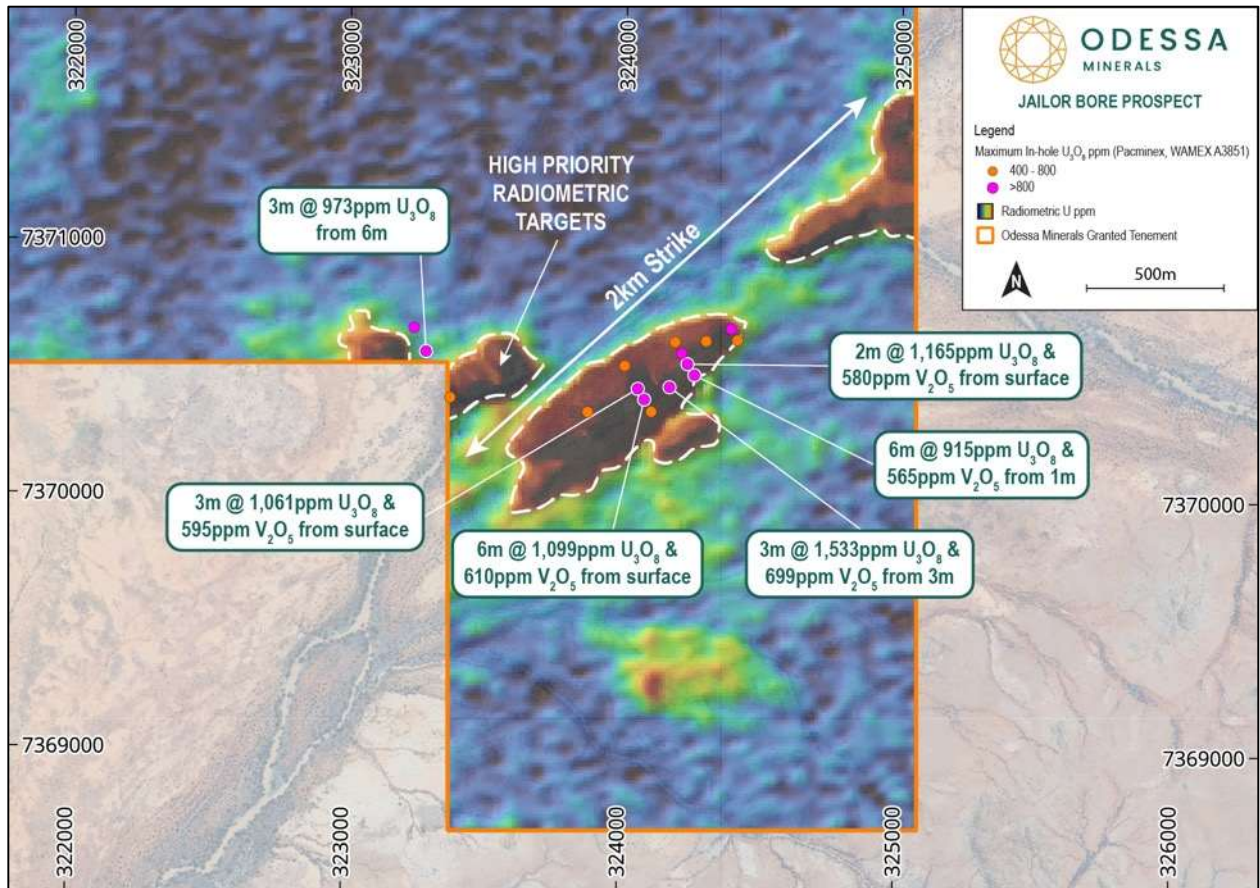 322000
323000
324000
325000
ODESSA
MINERALS
JAILOR BORE PROSPECT
Legend
Maximum In-hole U₃O₈ ppm (Pacminex, WAMEX A3851)
400 - 800
>800
Radiometric U ppm
Odessa Minerals Granted Tenement
N
500m
HIGH PRIORITY
RADIOMETRIC
TARGETS
3m @ 973ppm U₃O₈
from 6m
7371000
2km Strike
2m @ 1,165ppm U₃O₈ &
580ppm V₂O₅ from surface
6m @ 915ppm U₃O₈ &
565ppm V₂O₅ from 1m
7370000
3m @ 1,061ppm U₃O₈ &
595ppm V₂O₅ from surface
6m @ 1,099ppm U₃O₈ &
610ppm V₂O₅ from surface
3m @ 1,533ppm U₃O₈ &
699ppm V₂O₅ from 3m
7370000
7369000
7369000
322000
323000
324000
325000
326000